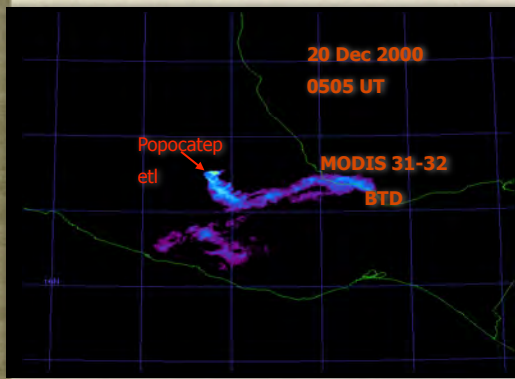 20 Dec 2000
0505 UT
Popocatep
etl
MODIS 31-32
BTD